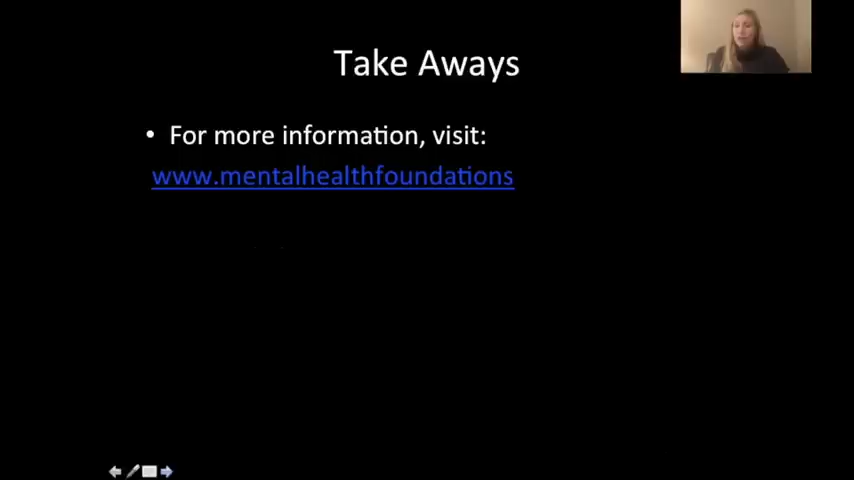 Take Aways
• For more information, visit:
www.mentalhealthfoundations